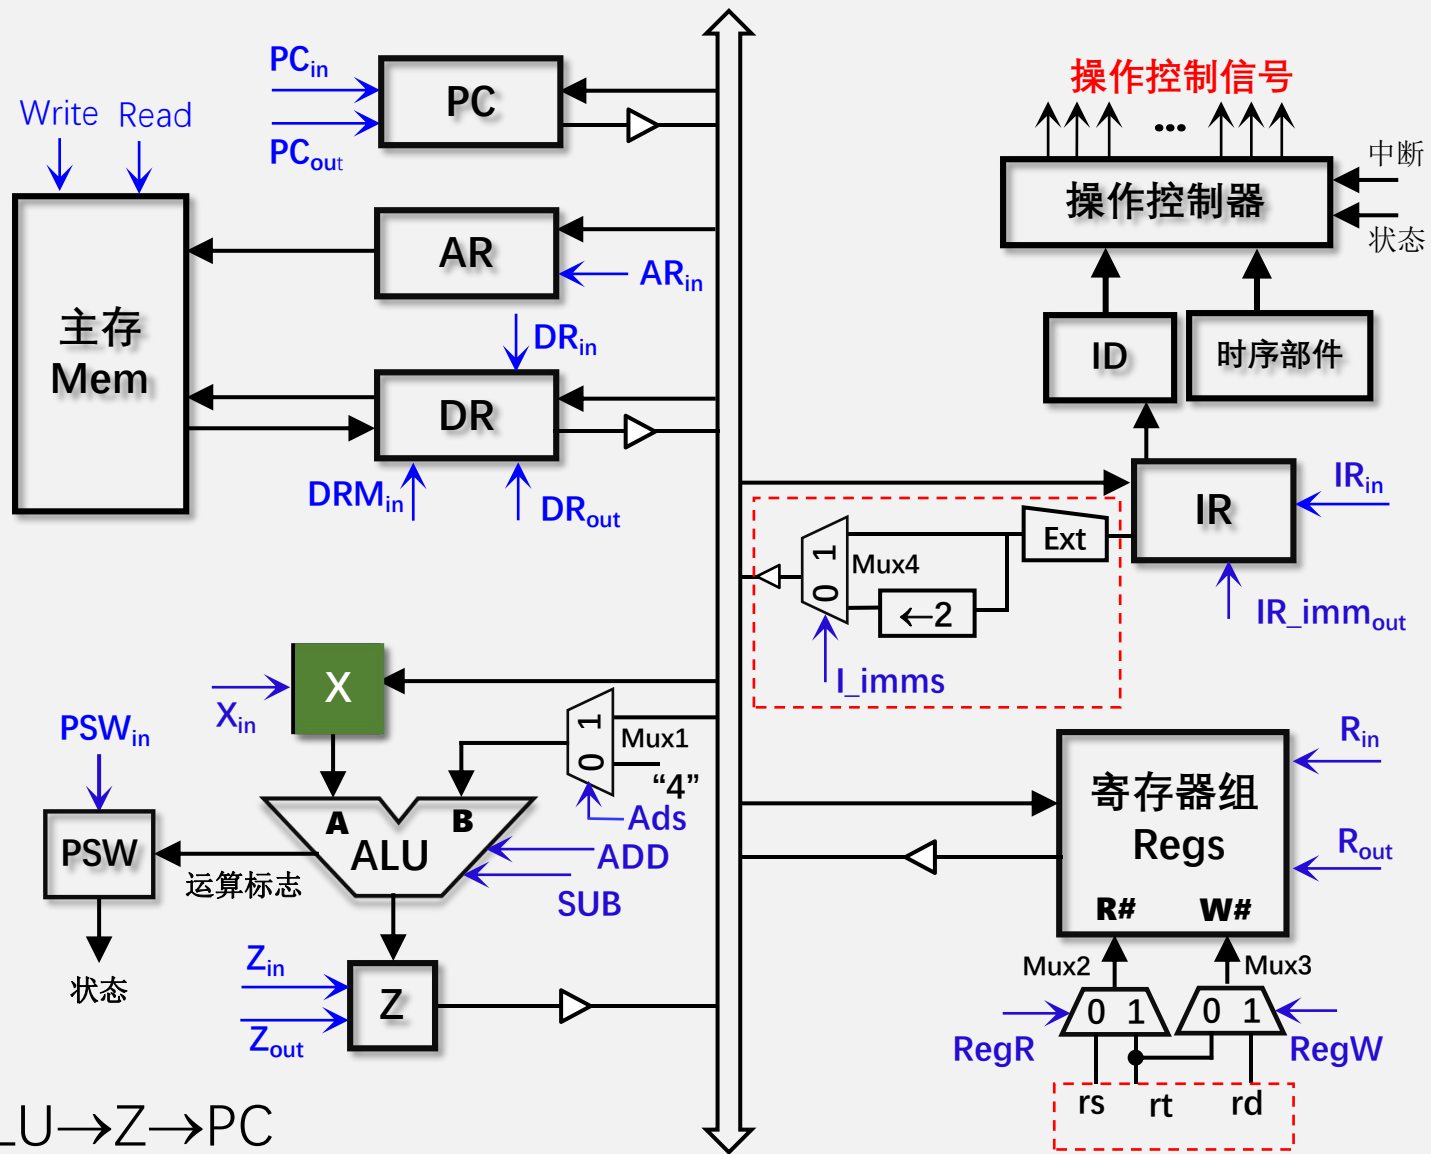 PCin
PC
PCout
Write
Read
主存
Mem
AR
ARin
DRin
DR
DRMin
DRout
操作控制信号
...
中断
操作控制器
状态
ID
时序部件
IR
IRin
IR_immout
Ext
Mux4
1
0
←2
I_imms
X
Xin
PSWin
PSW
运算标志
状态
Mux1
1
0
“4”
Ads
A
B
ALU
ADD
SUB
Zin
Z
Zout
寄存器组
Regs
Rin
Rout
R#
W#
Mux2
Mux3
0 1
0 1
RegR
RegW
rs
rt
rd
LU→Z→PC